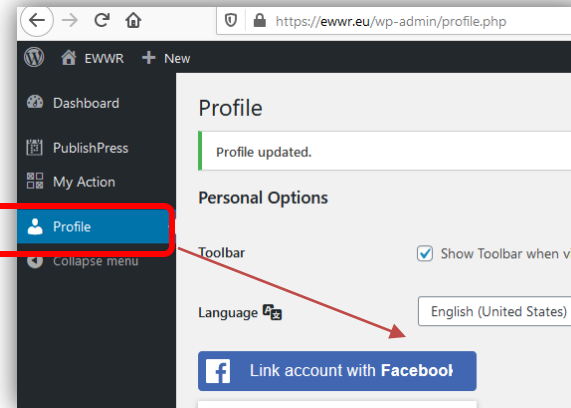 https://ewwr.eu/wp-admin/profile.php
EWWR + New
Dashboard
PublishPress
My Action
Profile
Collapse menu
Profile
Profile updated.
Personal Options
Toolbar
Show Toolbar when
Language
English (United States)
Link account with Facebook